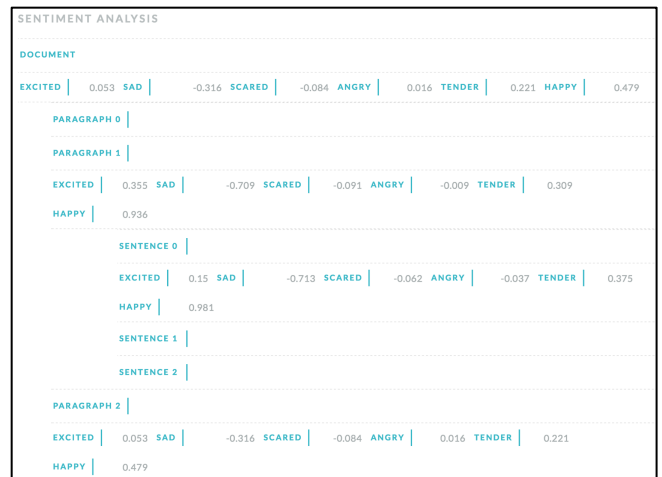 SENTIMENT ANALYSIS
DOCUMENT
EXCITED 0.053 SAD -0.316 SCARED -0.084 ANGRY 0.016 TENDER 0.221 HAPPY 0.479
PARAGRAPH 0
PARAGRAPH 1
EXCITED 0.355 SAD -0.709 SCARED -0.091 ANGRY -0.009 TENDER 0.309
HAPPY 0.936
SENTENCE 0
EXCITED 0.15 SAD -0.713 SCARED -0.062 ANGRY -0.037 TENDER 0.375
HAPPY 0.981
SENTENCE 1
SENTENCE 2
PARAGRAPH 2
EXCITED 0.053 SAD -0.316 SCARED -0.084 ANGRY 0.016 TENDER 0.221
HAPPY 0.479